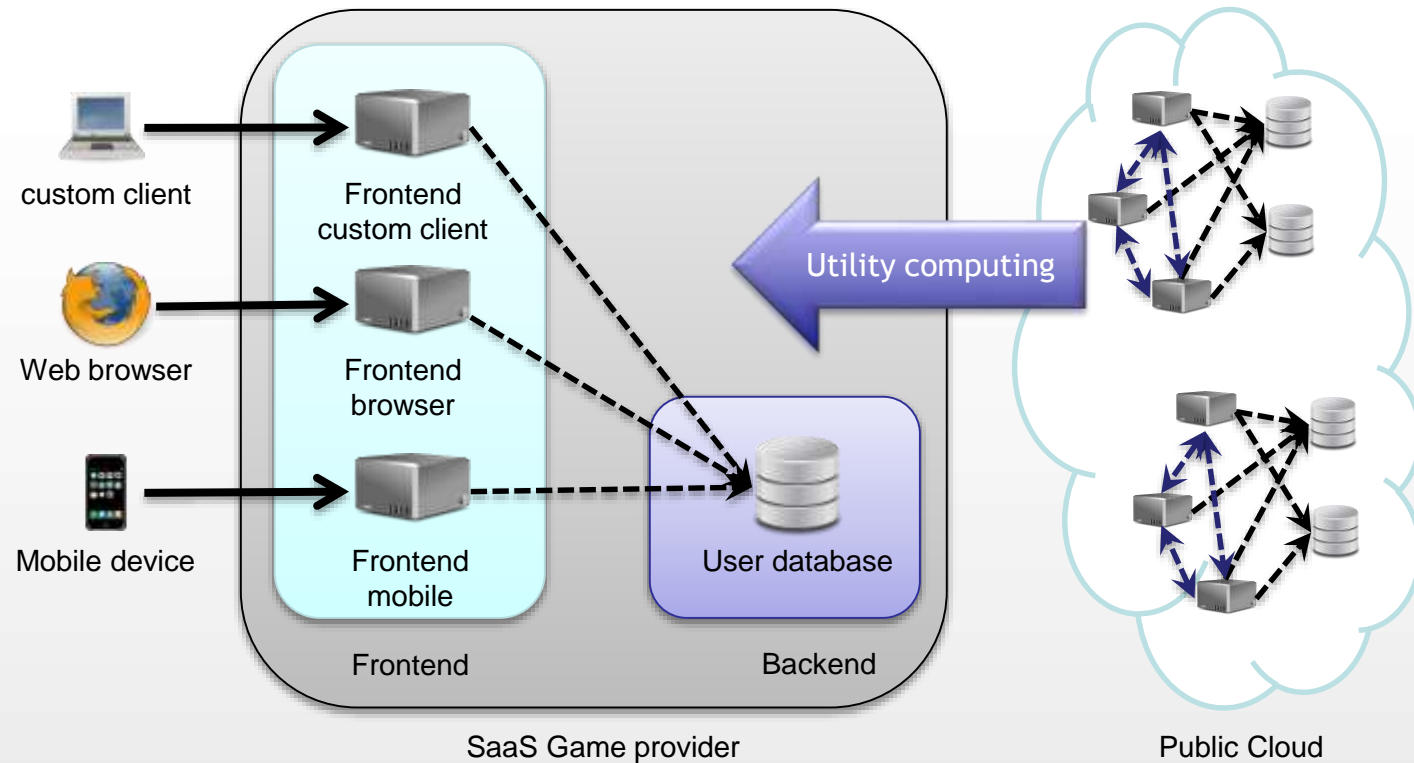 custom client
Frontend
custom client
Utility computing
Web browser
Frontend
browser
Mobile device
Frontend
mobile
User database
Frontend
Backend
SaaS Game provider
Public Cloud